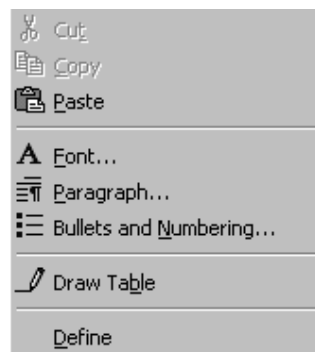 Cut
Copy
Paste
Font...
Paragraph...
Bullets and Numbering...
Draw Table
Define